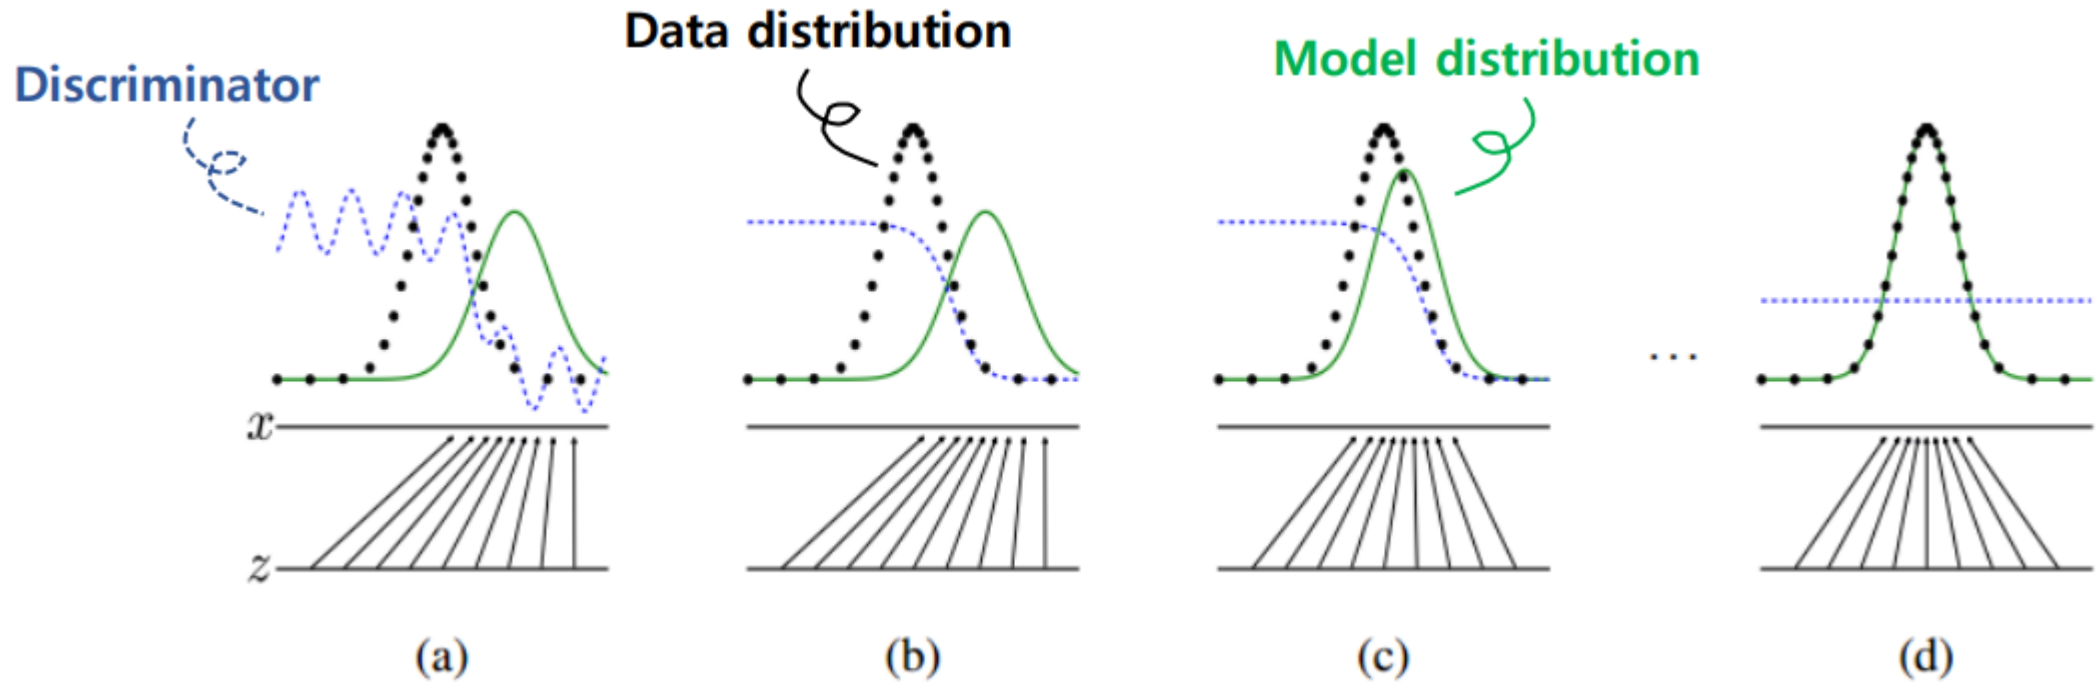 Data distribution
Model distribution
Discriminator
...
x
z
(a)
(b)
(c)
(d)